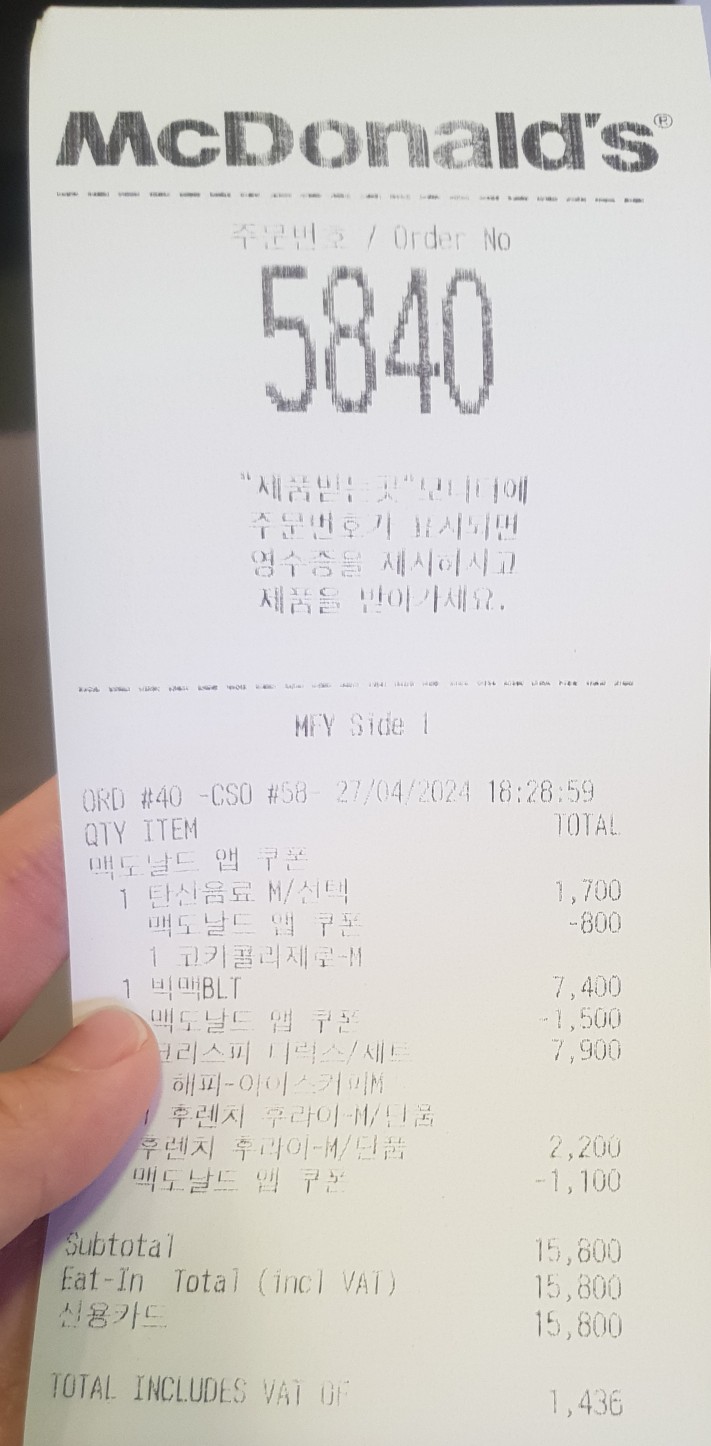 McDonald's®
주문번호 / Order No
5840
"제품받는곳"모니터에
주문번호가 표시되면
영수증을 제시하시고
제품을 받아가세요.
MFY Side 1
ORD #40 -CSO #58- 27/04/2024 18:28:59
QTY ITEM TOTAL
맥도날드 앱 쿠폰
1 탄산음료 M/선택 1,700
맥도날드 앱 쿠폰 -800
1 코카콜라제로-M
1 빅맥BLT 7,400
맥도날드 앱 쿠폰 -1,500
크리스피 디럭스/세트 7,900
해피-아이스커피M
1 후렌치 후라이-M/단품
후렌치 후라이-M/단품 2,200
맥도날드 앱 쿠폰 -1,100
Subtotal 15,800
Eat-In Total (incl VAT) 15,800
신용카드 15,800
TOTAL INCLUDES VAT OF 1,436